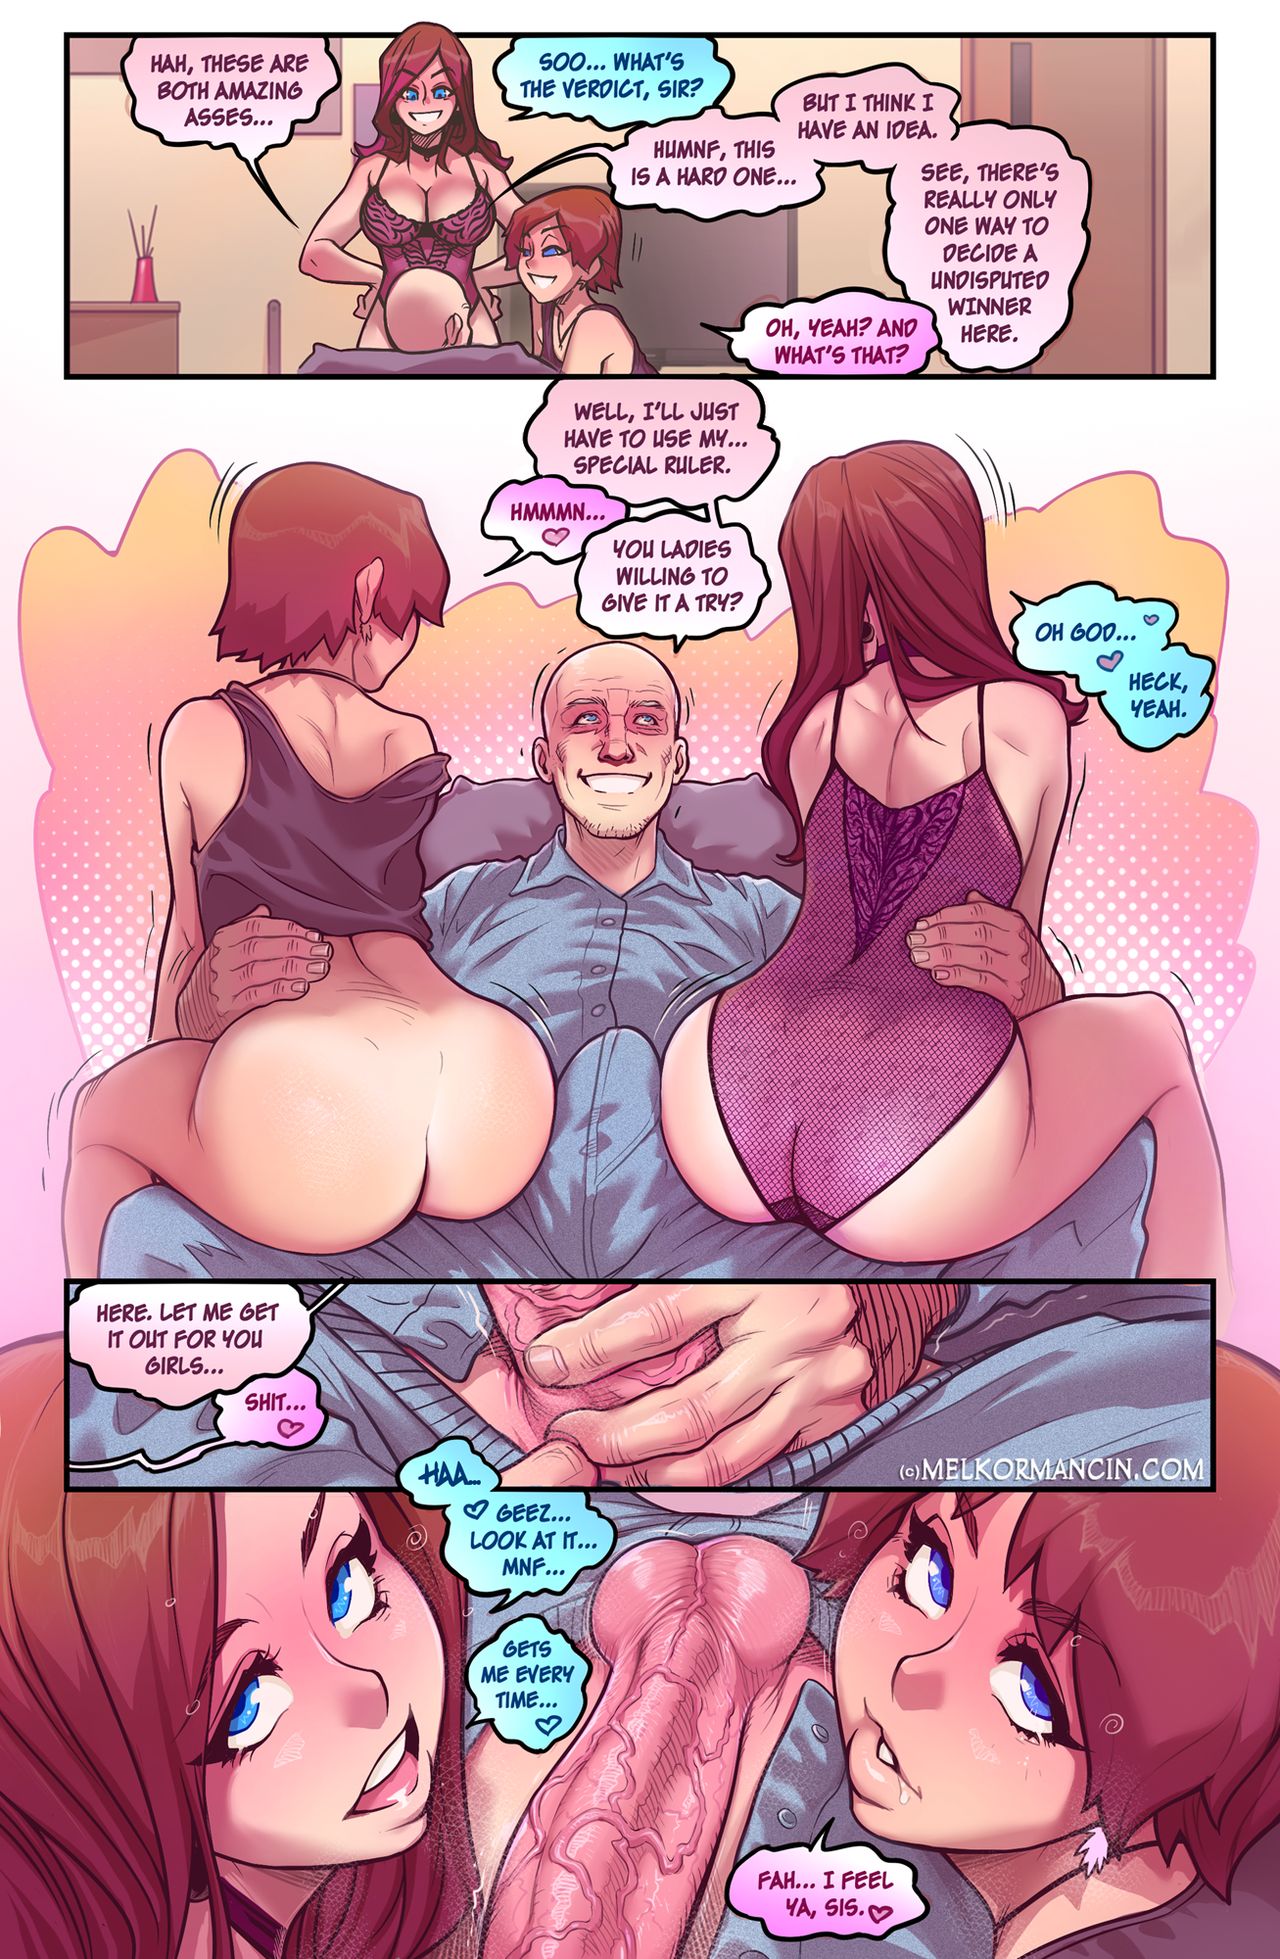 HAH, THESE ARE
BOTH AMAZING
ASSES...
SOO... WHAT'S
THE VERDICT, SIR?
HUMNF, THIS
IS A HARD ONE...
BUT I THINK I
HAVE AN IDEA.
SEE, THERE'S
REALLY ONLY
ONE WAY TO
DECIDE A
UNDISPUTED
WINNER
HERE.
OH, YEAH? AND
WHAT'S THAT?
WELL, I'LL JUST
HAVE TO USE MY...
SPECIAL RULER.
HMMMN...
YOU LADIES
WILLING TO
GIVE IT A TRY?
OH GOD...
HECK,
YEAH.
HERE. LET ME GET
IT OUT FOR YOU
GIRLS...
SHIT...
(c) MELKORMANCIN.COM
HAA...
GEEZ...
LOOK AT IT...
MNF...
GETS
ME EVERY
TIME...
FAH... I FEEL
YA, SIS.